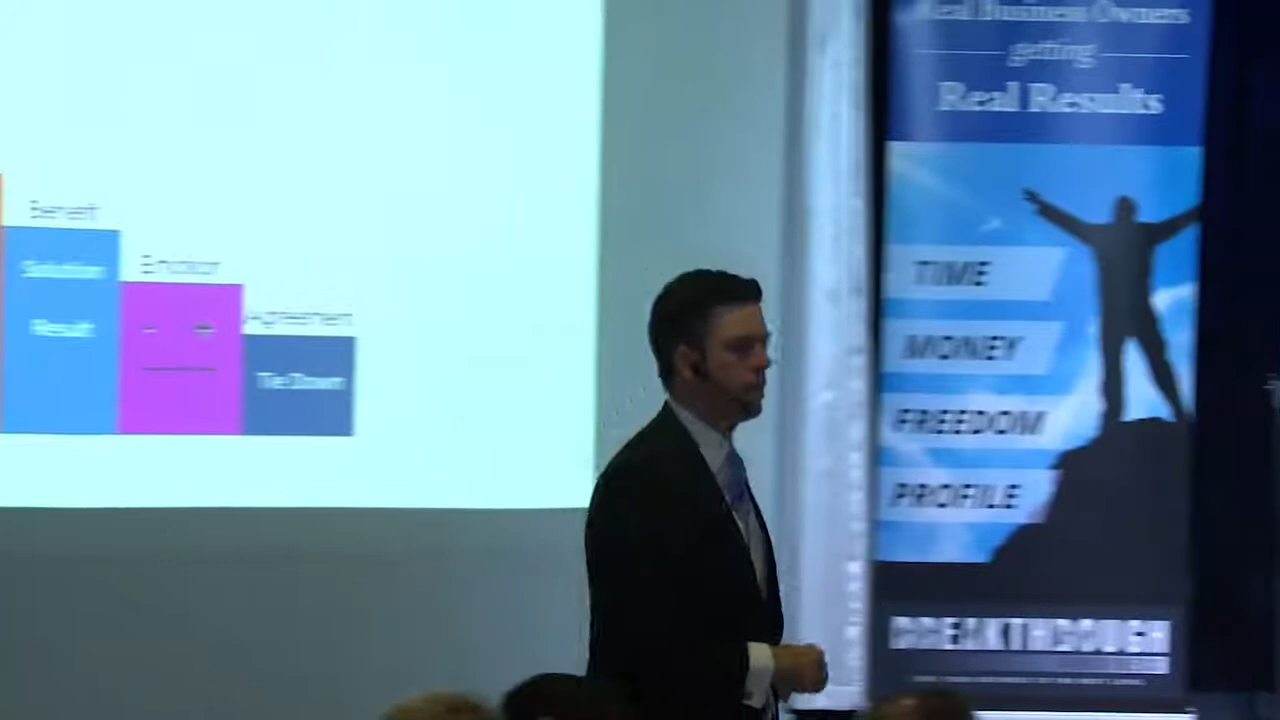 Benefit
Solution
Result
Emotion
Agreement
Tie Down
Real Business Owners
getting
Real Results
TIME
MONEY
FREEDOM
PROFILE
BREAKTHROUGH